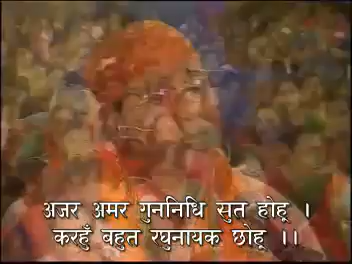 अजर अमर गुननिधि सुत होहू ।
करहुँ बहुत रघुनायक छोहू ।।